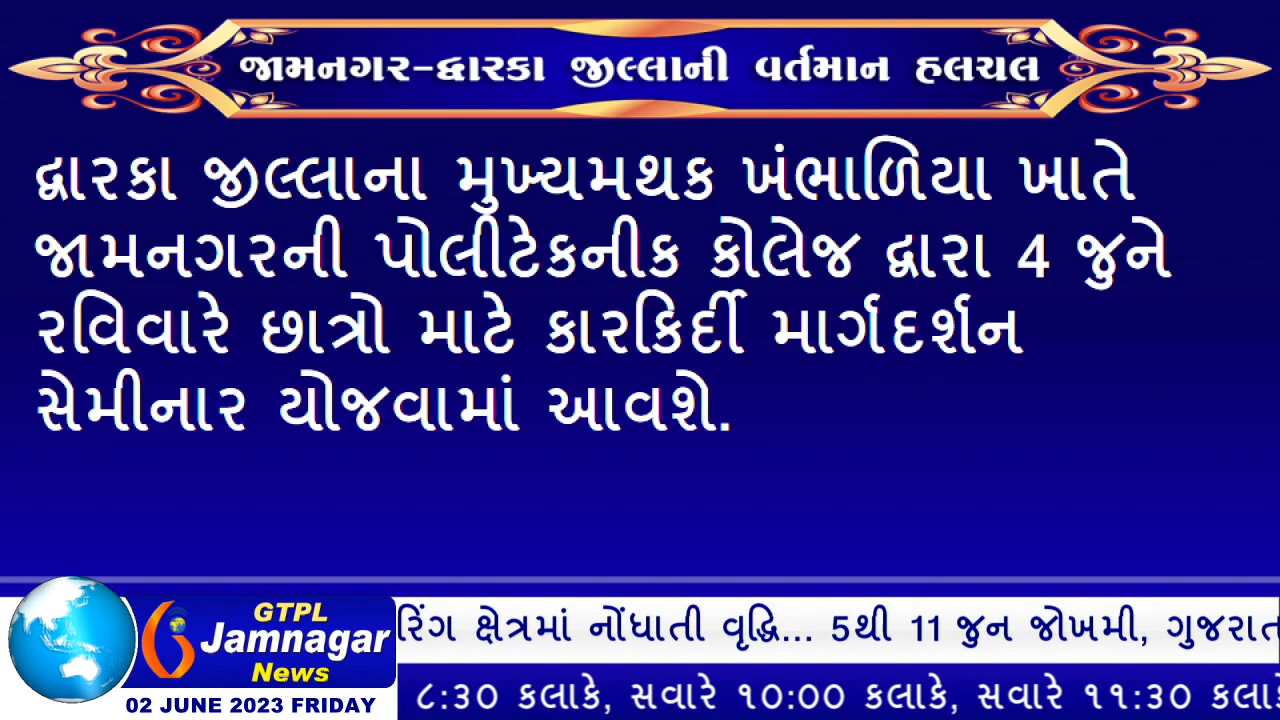 જામનગર-દ્વારકા જીલ્લાની વર્તમાન હલચલ
દ્વારકા જીલ્લાના મુખ્યમથક ખંભાળિયા ખાતે
જામનગરની પોલીટેકનીક કોલેજ દ્વારા 4 જુને
રવિવારે છાત્રો માટે કારકિર્દી માર્ગદર્શન
સેમીનાર યોજવામાં આવશે.
GTPL
Jamnagar
News
02 JUNE 2023 FRIDAY
રિંગ ક્ષેત્રમાં નોંધાતી વૃદ્ધિ... 5થી 11 જુન જોખમી, ગુજરાત
૮:૩૦ કલાકે, સવારે ૧૦:૦૦ કલાકે, સવારે ૧૧:૩૦ કલાકે